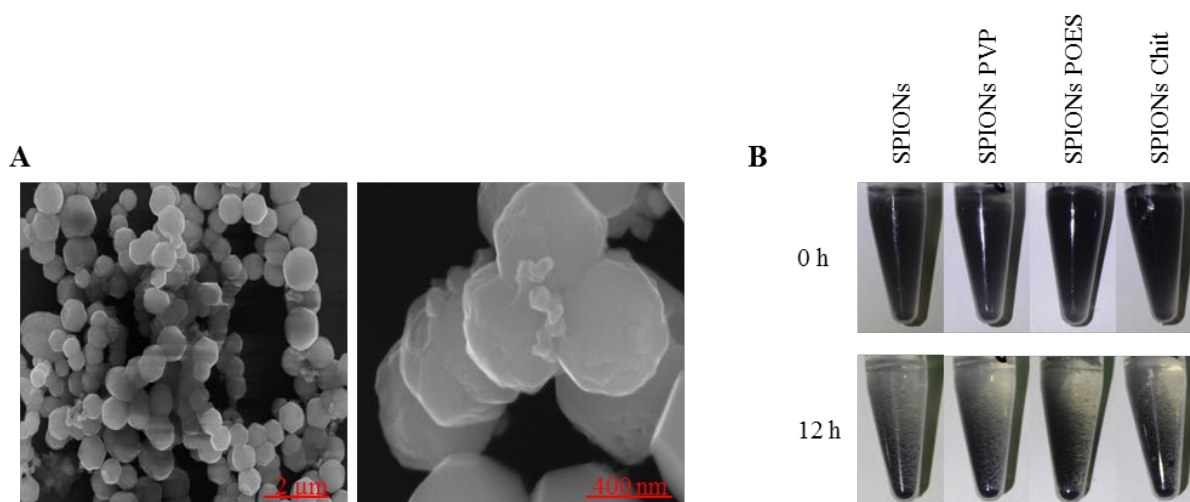 A
2 µm
400 nm
B
SPIONs
SPIONs PVP
SPIONs POES
SPIONs Chit
0 h
12 h